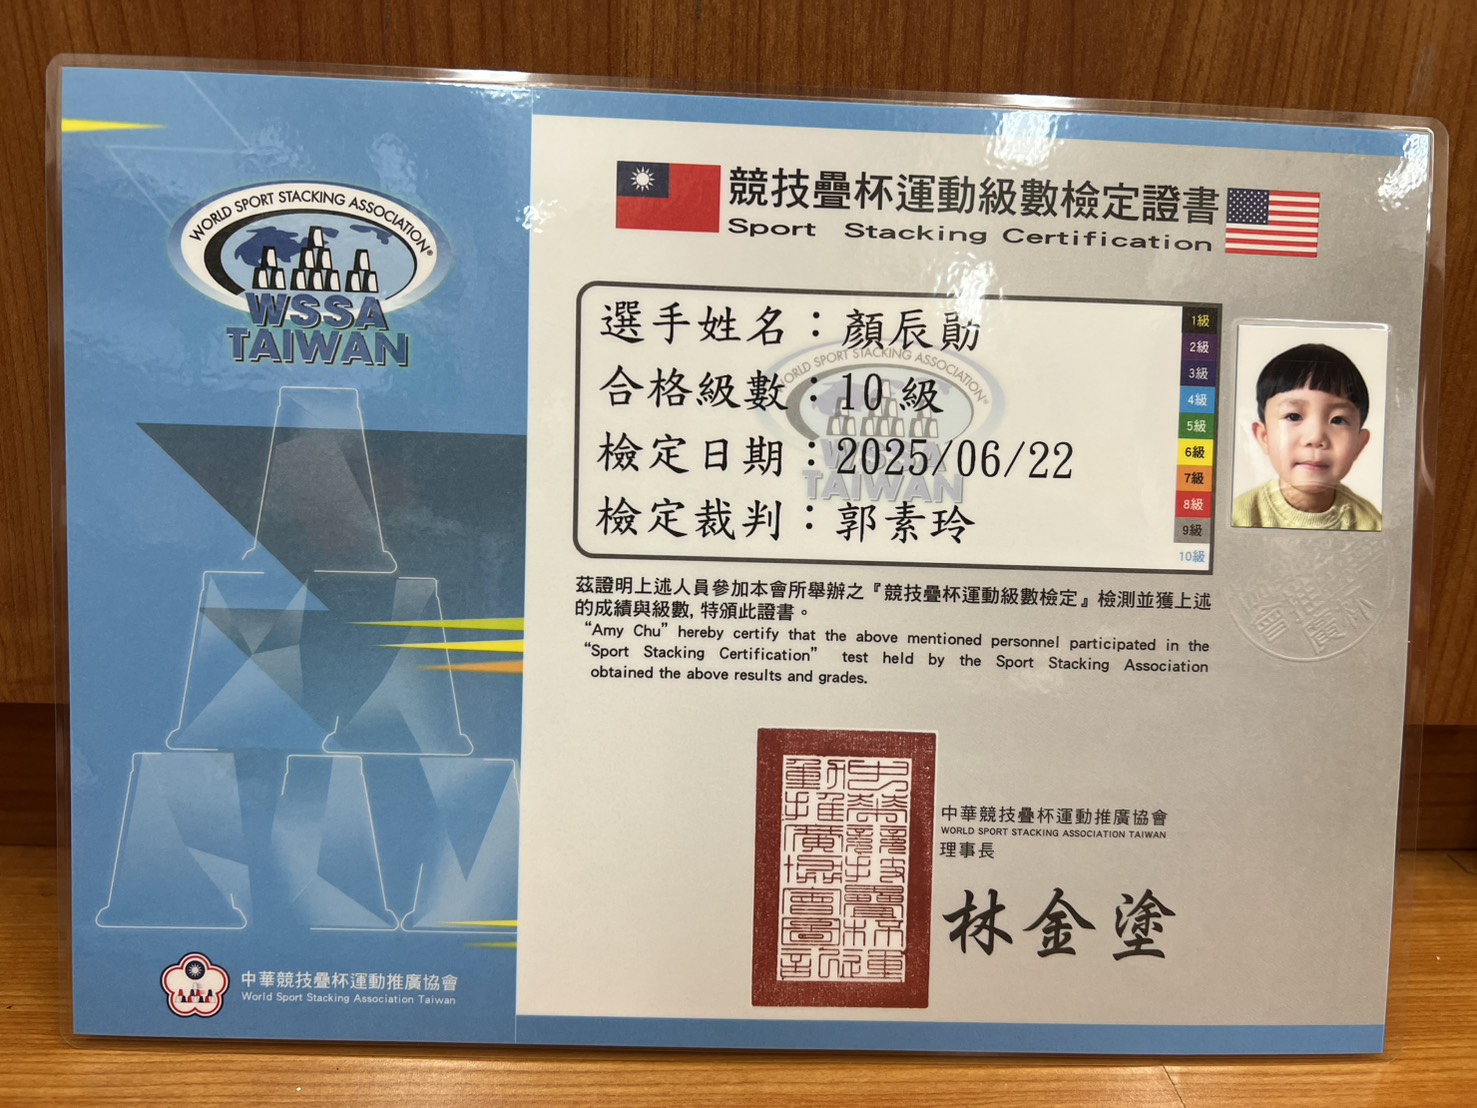 WORLD SPORT STACKING ASSOCIATION®
WSSA
TAIWAN
中華競技疊杯運動推廣協會
World Sport Stacking Association Taiwan
競技疊杯運動級數檢定證書
Sport Stacking Certification
選手姓名：顏辰勛
合格級數：10 級
檢定日期：2025/06/22
檢定裁判：郭素玲
WORLD SPORT STACKING ASSOCIATION®
WSSA
TAIWAN
1級
2級
3級
4級
5級
6級
7級
8級
9級
10級
茲證明上述人員參加本會所舉辦之『競技疊杯運動級數檢定』檢測並獲上述
的成績與級數, 特頒此證書。
“Amy Chu” hereby certify that the above mentioned personnel participated in the
“Sport Stacking Certification” test held by the Sport Stacking Association
obtained the above results and grades.
中華競技疊杯運動推廣協會
WORLD SPORT STACKING ASSOCIATION TAIWAN
理事長
林金塗